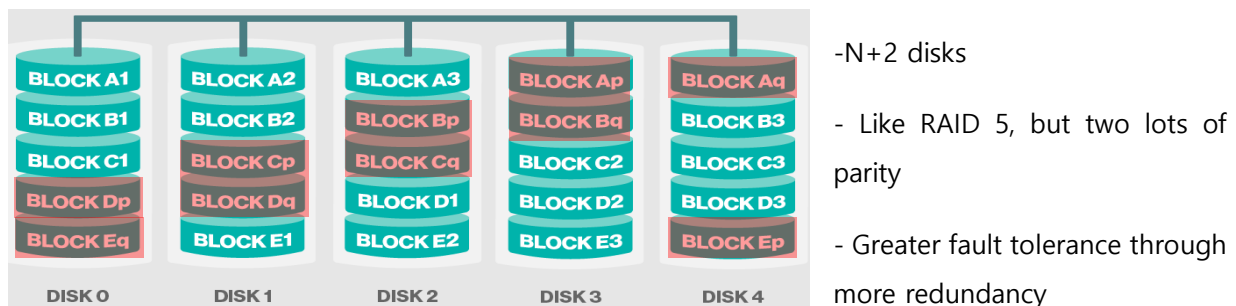 BLOCK A1
BLOCK B1
BLOCK C1
BLOCK Dp
BLOCK Eq
DISK 0
BLOCK A2
BLOCK B2
BLOCK Cp
BLOCK Dq
BLOCK E1
DISK 1
BLOCK A3
BLOCK Bp
BLOCK Cq
BLOCK D1
BLOCK E2
DISK 2
BLOCK Ap
BLOCK Bq
BLOCK C2
BLOCK D2
BLOCK E3
DISK 3
BLOCK Aq
BLOCK B3
BLOCK C3
BLOCK D3
BLOCK Ep
DISK 4
-N+2 disks
- Like RAID 5, but two lots of
parity
- Greater fault tolerance through
more redundancy